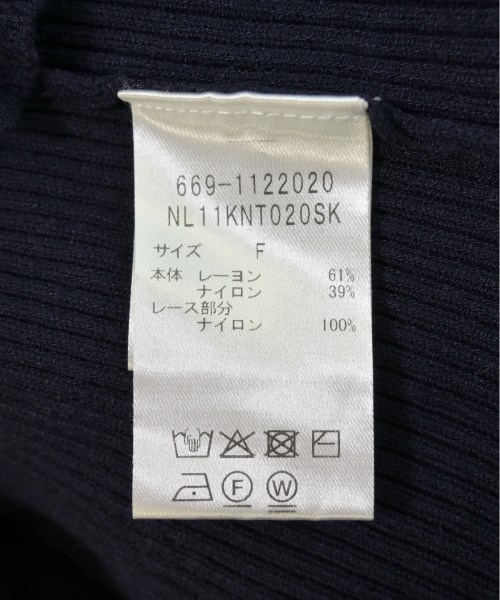 669-1122020
NL11KNT020SK
サイズ F
本体 レーヨン 61%
ナイロン 39%
レース部分
ナイロン 100%
F W